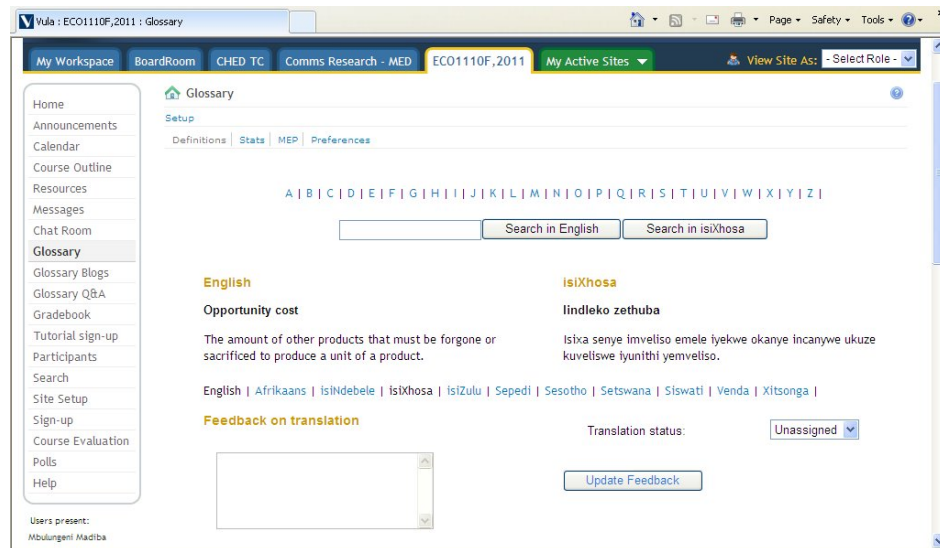 Vula : ECO1110F,2011 : Glossary
Page Safety Tools
My Workspace BoardRoom CHED TC Comms Research - MED ECO1110F,2011 My Active Sites View Site As: - Select Role -
Home
Announcements
Calendar
Course Outline
Resources
Messages
Chat Room
Glossary
Glossary Blogs
Glossary Q&A
Gradebook
Tutorial sign-up
Participants
Search
Site Setup
Sign-up
Course Evaluation
Polls
Help
Users present:
Mbulungeni Madiba
Glossary
Setup
Definitions | Stats | MEP | Preferences
A | B | C | D | E | F | G | H | I | J | K | L | M | N | O | P | Q | R | S | T | U | V | W | X | Y | Z |
Search in English Search in isiXhosa
English
Opportunity cost
The amount of other products that must be forgone or
sacrificed to produce a unit of a product.
isiXhosa
Iindleko zethuba
Isixa senye imveliso emele iyekwe okanye incanywe ukuze
kuveliswe iyunithi yemveliso.
English | Afrikaans | isiNdebele | isiXhosa | isiZulu | Sepedi | Sesotho | Setswana | Siswati | Venda | Xitsonga |
Feedback on translation
Translation status: Unassigned
Update Feedback